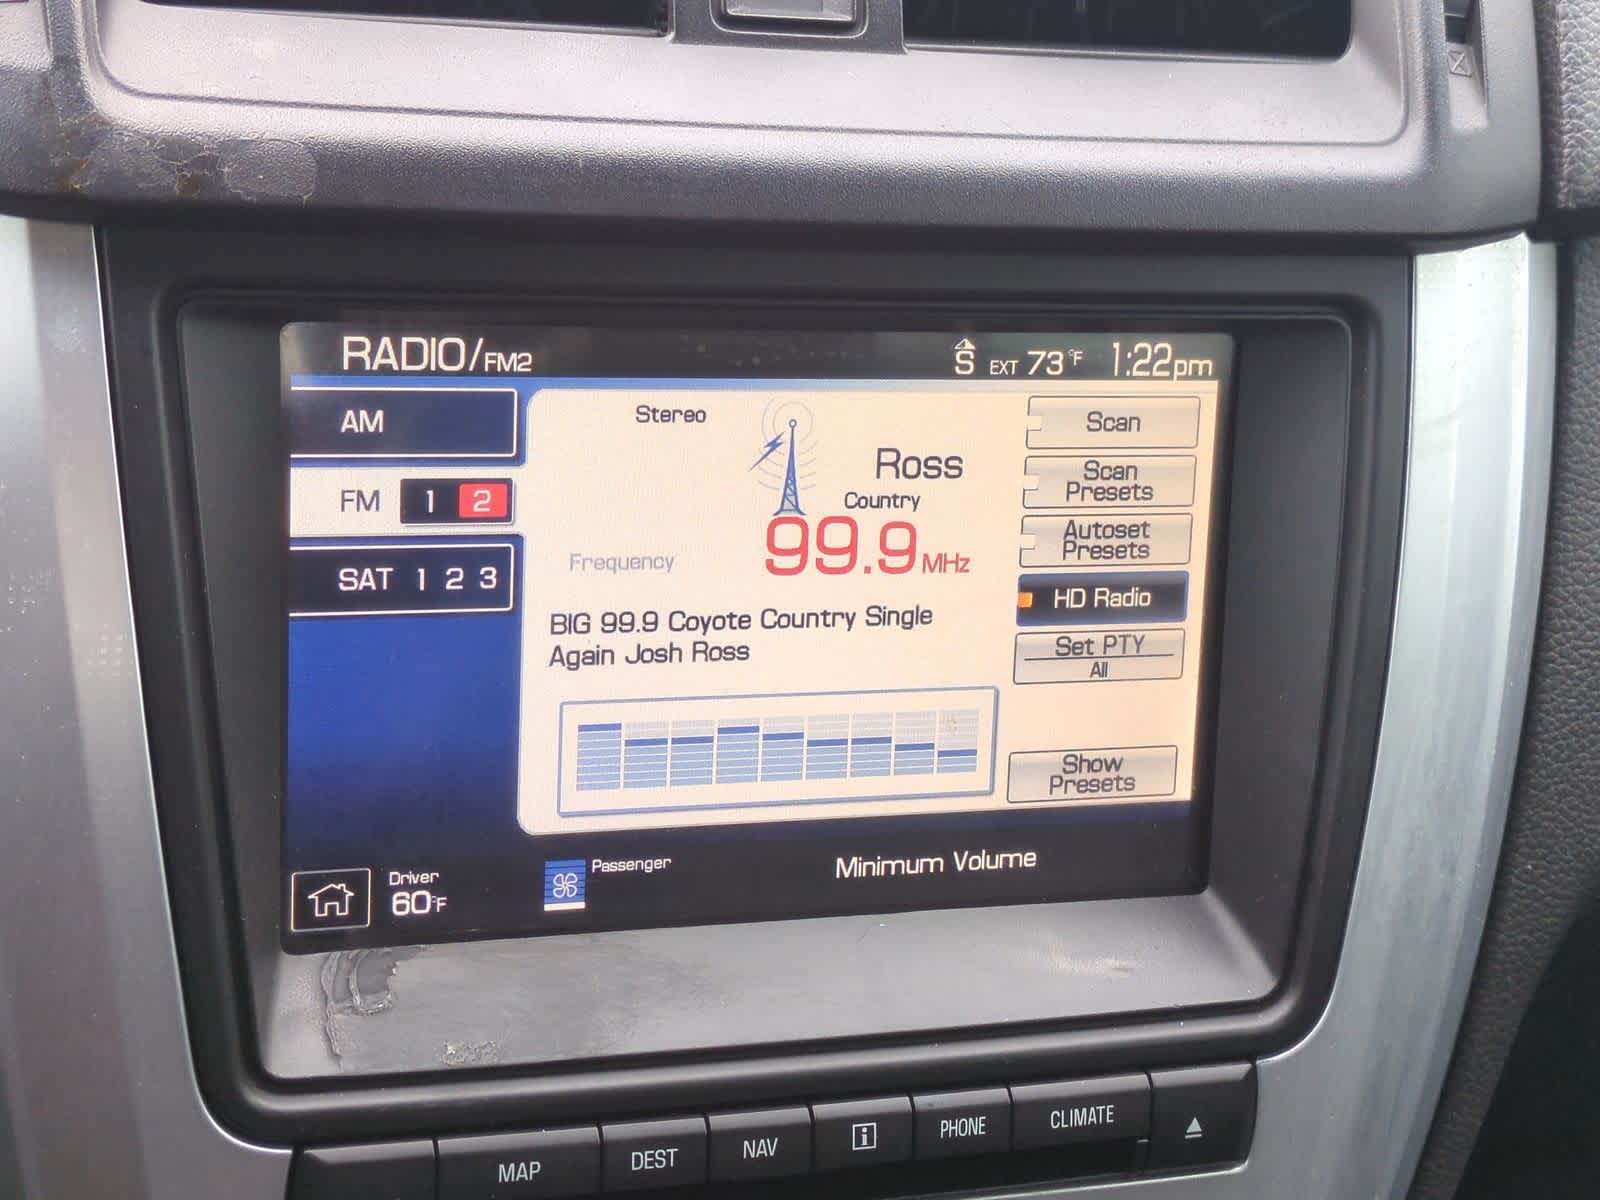 RADIO/FM2
S EXT 73°F 1:22pm
AM
FM 1 2
SAT 1 2 3
Stereo
Ross
Country
Frequency 99.9 MHz
BIG 99.9 Coyote Country Single
Again Josh Ross
Scan
Scan
Presets
Autoset
Presets
HD Radio
Set PTY
All
Show
Presets
Driver
60°F
Passenger
Minimum Volume
MAP
DEST
NAV
i
PHONE
CLIMATE